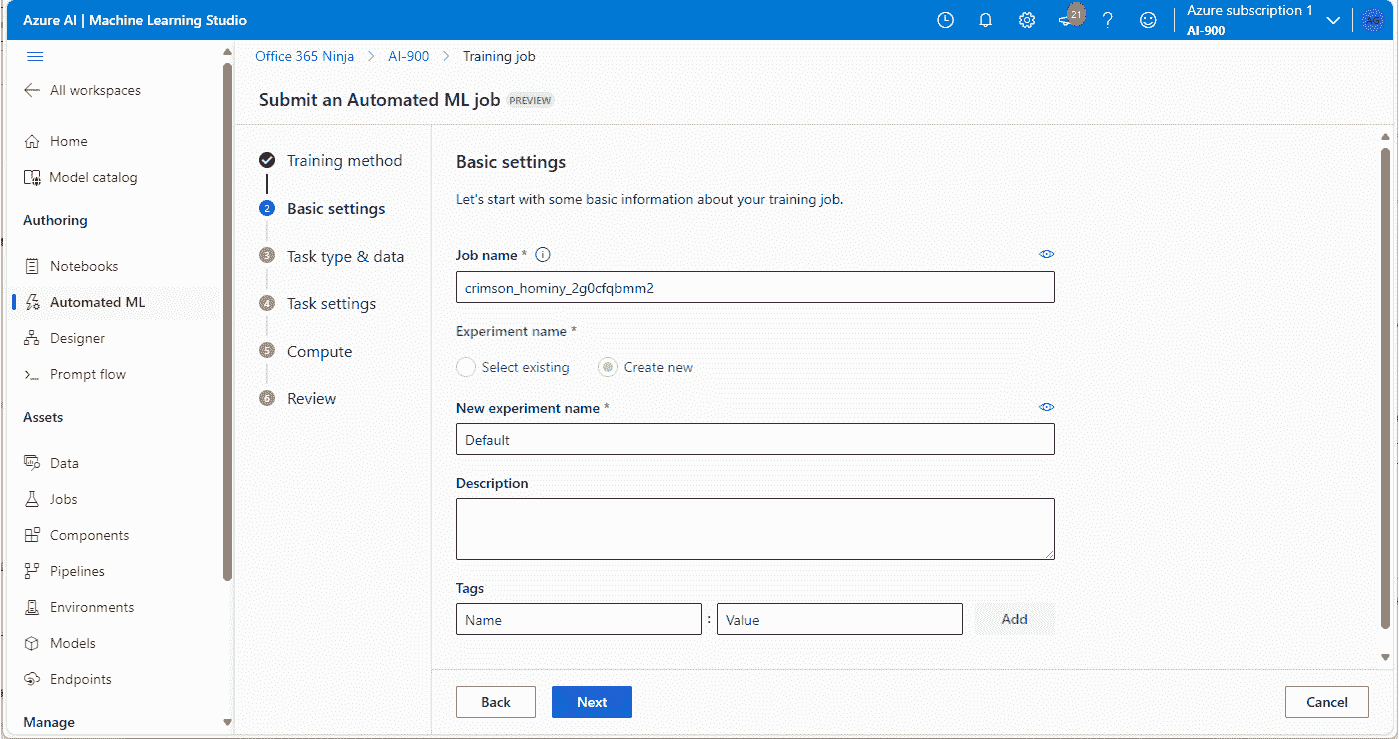 Azure AI | Machine Learning Studio
21
Azure subscription 1
AI-900
AG
All workspaces
Home
Model catalog
Authoring
Notebooks
Automated ML
Designer
Prompt flow
Assets
Data
Jobs
Components
Pipelines
Environments
Models
Endpoints
Manage
Office 365 Ninja > AI-900 > Training job
Submit an Automated ML job PREVIEW
Training method
2 Basic settings
3 Task type & data
4 Task settings
5 Compute
6 Review
Basic settings
Let's start with some basic information about your training job.
Job name *
crimson_hominy_2g0cfqbmm2
Experiment name *
Select existing Create new
New experiment name *
Default
Description
Tags
Name : Value Add
Back Next Cancel